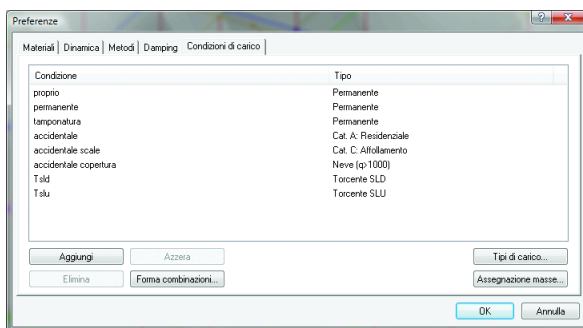 Preferenze
Materiali Dinamica Metodi Damping Condizioni di carico
Condizione Tipo
proprio Permanente
permanente Permanente
tamponatura Permanente
accidentale Cat. A: Residenziale
accidentale scale Cat. C: Affollamento
accidentale copertura Neve (q>1000)
Tsld Torcente SLD
Tslu Torcente SLU
Aggiungi Azzera Tipi di carico...
Elimina Forma combinazioni... Assegnazione masse...
OK Annulla